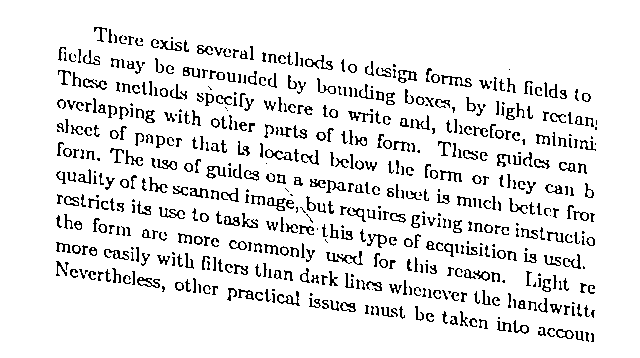 There exist several methods to design forms with fields to
fields may be surrounded by bounding boxes, by light rectan
These methods specify where to write and, therefore, minimi
overlapping with other parts of the form. These guides can
sheet of paper that is located below the form or they can b
form. The use of guides on a separate sheet is much better fror
quality of the scanned image, but requires giving more instructio
restricts its use to tasks where this type of acquisition is used.
the form are more commonly used for this reason. Light re
more easily with filters than dark lines whenever the handwritte
Nevertheless, other practical issues must be taken into accoun